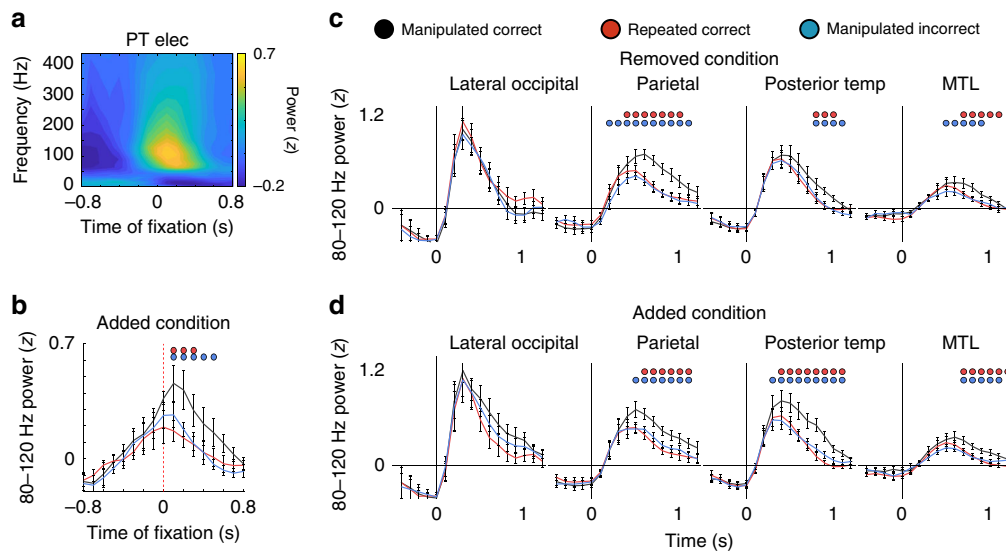 a
PT elec
Frequency (Hz)
400
300
200
100
0
−0.8
0
0.8
Time of fixation (s)
0.7
Power (z)
−0.2
b
Added condition
80–120 Hz power (z)
0.7
0
−0.8
0
0.8
Time of fixation (s)
c
Manipulated correct
Repeated correct
Manipulated incorrect
Removed condition
Lateral occipital
Parietal
Posterior temp
MTL
80–120 Hz power (z)
1.2
0
0 1 0 1 0 1 0 1
d
Added condition
Lateral occipital
Parietal
Posterior temp
MTL
80–120 Hz power (z)
1.2
0
0 1 0 1 0 1 0 1
Time (s)